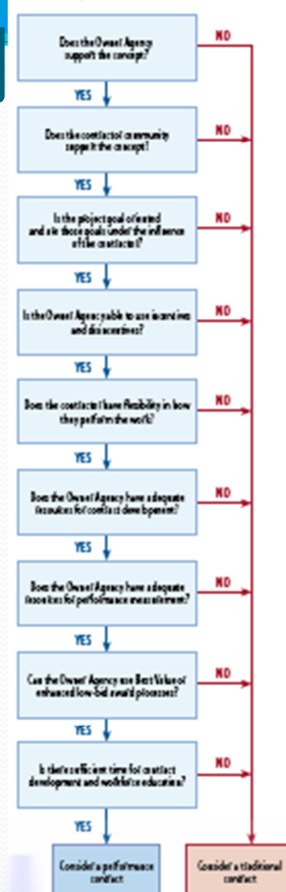 Does the Owner Agency
support the concept?
NO
YES
Does the contractor community
support the concept?
NO
YES
Is the project goal oriented
and are those goals under the influence
of the contractor?
NO
YES
Is the Owner Agency able to use incentives
and disincentives?
NO
YES
Does the contractor have flexibility in how
they perform the work?
NO
YES
Does the Owner Agency have adequate
resources for contract development?
NO
YES
Does the Owner Agency have adequate
resources for performance measurement?
NO
YES
Can the Owner Agency use Best Value or
enhanced low-bid award processes?
NO
YES
Is there sufficient time for contract
development and workforce education?
NO
YES
Consider a performance
contract
Consider a traditional
contract